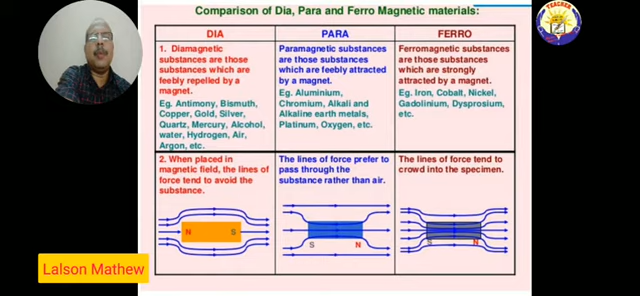 Comparison of Dia, Para and Ferro Magnetic materials:
DIA
PARA
FERRO
1. Diamagnetic
substances are those
substances which are
feebly repelled by a
magnet.
Eg. Antimony, Bismuth,
Copper, Gold, Silver,
Quartz, Mercury, Alcohol,
water, Hydrogen, Air,
Argon, etc.
Paramagnetic substances
are those substances
which are feebly attracted
by a magnet.
Eg. Aluminium,
Chromium, Alkali and
Alkaline earth metals,
Platinum, Oxygen, etc.
Ferromagnetic substances
are those substances
which are strongly
attracted by a magnet.
Eg. Iron, Cobalt, Nickel,
Gadolinium, Dysprosium,
etc.
2. When placed in
magnetic field, the lines of
force tend to avoid the
substance.
The lines of force prefer to
pass through the
substance rather than air.
The lines of force tend to
crowd into the specimen.
N S
S N
S N
Lalson Mathew
TEACHER